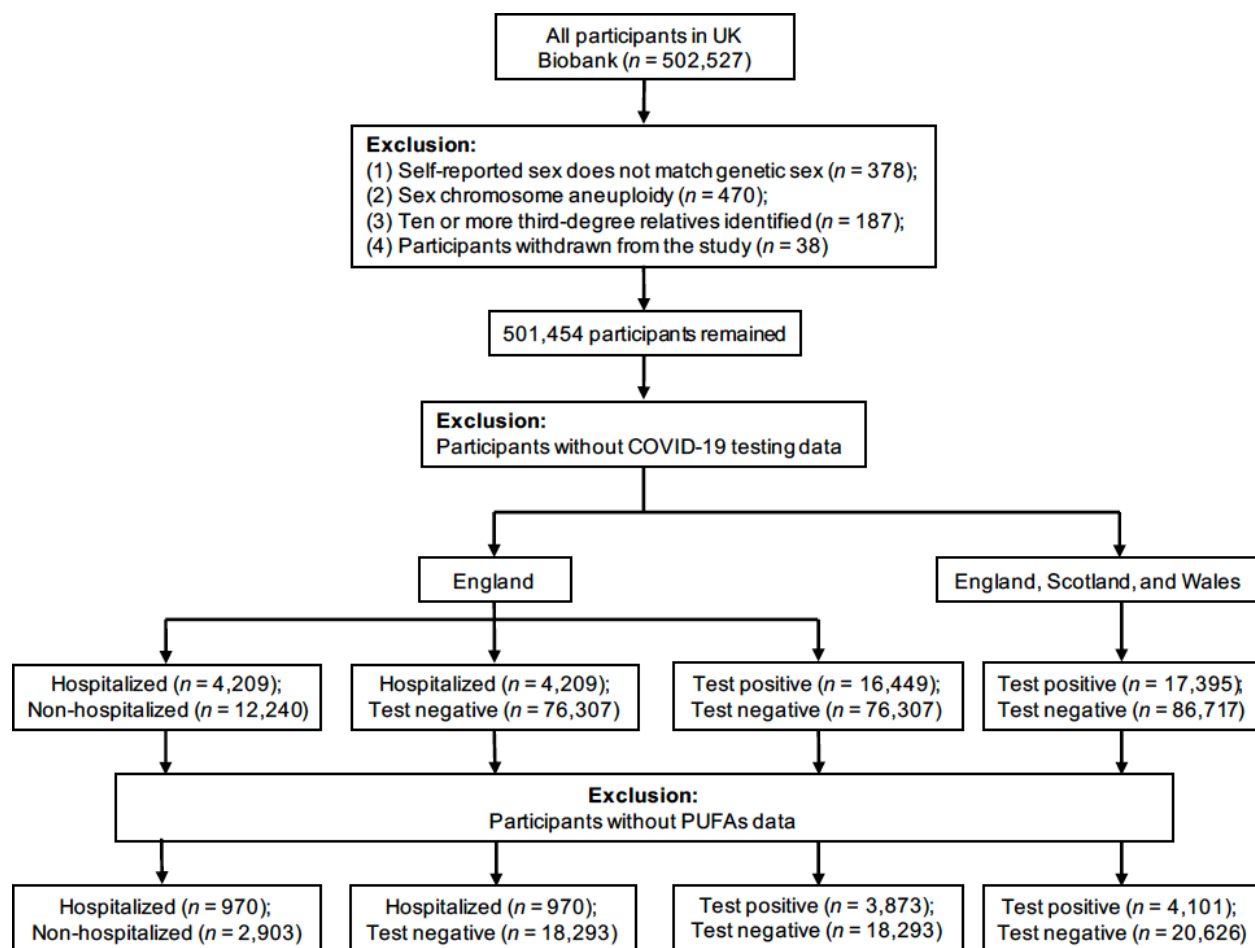 All participants in UK
Biobank (n = 502,527)
Exclusion:
(1) Self-reported sex does not match genetic sex (n = 378);
(2) Sex chromosome aneuploidy (n = 470);
(3) Ten or more third-degree relatives identified (n = 187);
(4) Participants withdrawn from the study (n = 38)
501,454 participants remained
Exclusion:
Participants without COVID-19 testing data
England
England, Scotland, and Wales
Hospitalized (n = 4,209);
Non-hospitalized (n = 12,240)
Hospitalized (n = 4,209);
Test negative (n = 76,307)
Test positive (n = 16,449);
Test negative (n = 76,307)
Test positive (n = 17,395);
Test negative (n = 86,717)
Exclusion:
Participants without PUFAs data
Hospitalized (n = 970);
Non-hospitalized (n = 2,903)
Hospitalized (n = 970);
Test negative (n = 18,293)
Test positive (n = 3,873);
Test negative (n = 18,293)
Test positive (n = 4,101);
Test negative (n = 20,626)